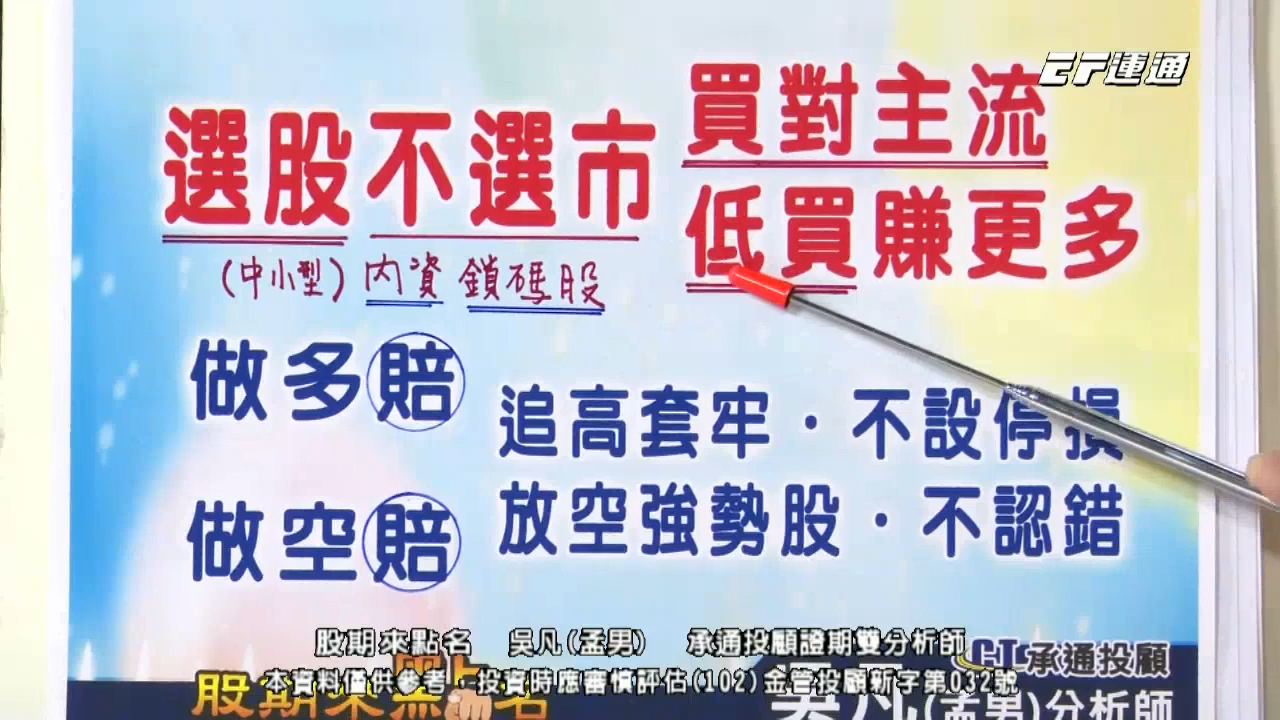 EF運通
選股不選市
買對主流
低買賺更多
(中小型)內資 鎖碼股
做多賠
追高套牢·不設停損
做空賠
放空強勢股·不認錯
股期來點名 吳凡(孟男) 承通投顧證期雙分析師
CT承通投顧
本資料僅供參考，投資時應審慎評估(102)金管投顧新字第032號
股期來點名
吳凡(孟男)分析師